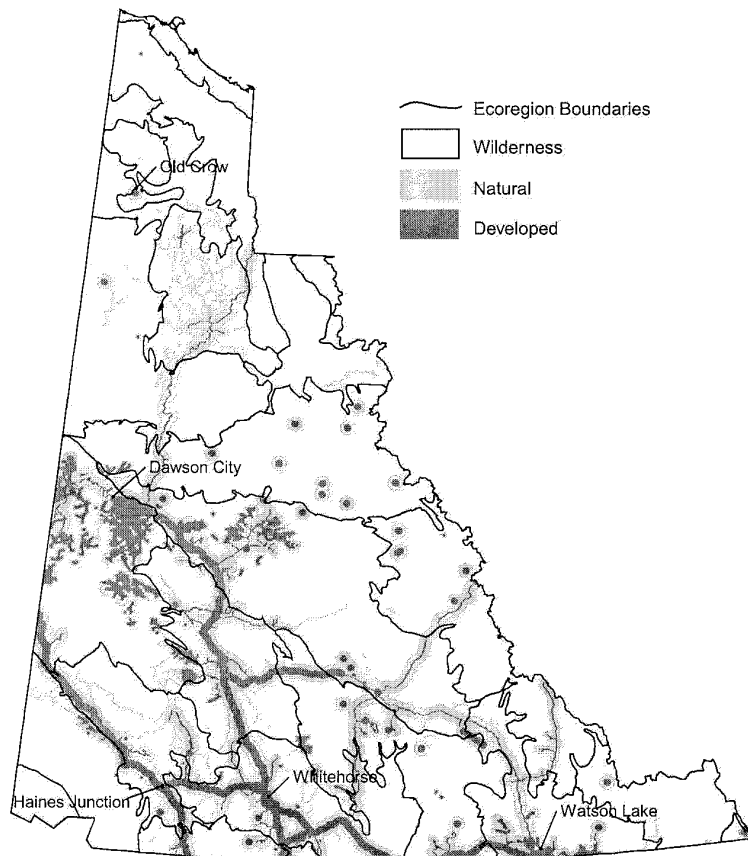 Ecoregion Boundaries
Wilderness
Natural
Developed
Old Crow
Dawson City
Whitehorse
Haines Junction
Watson Lake